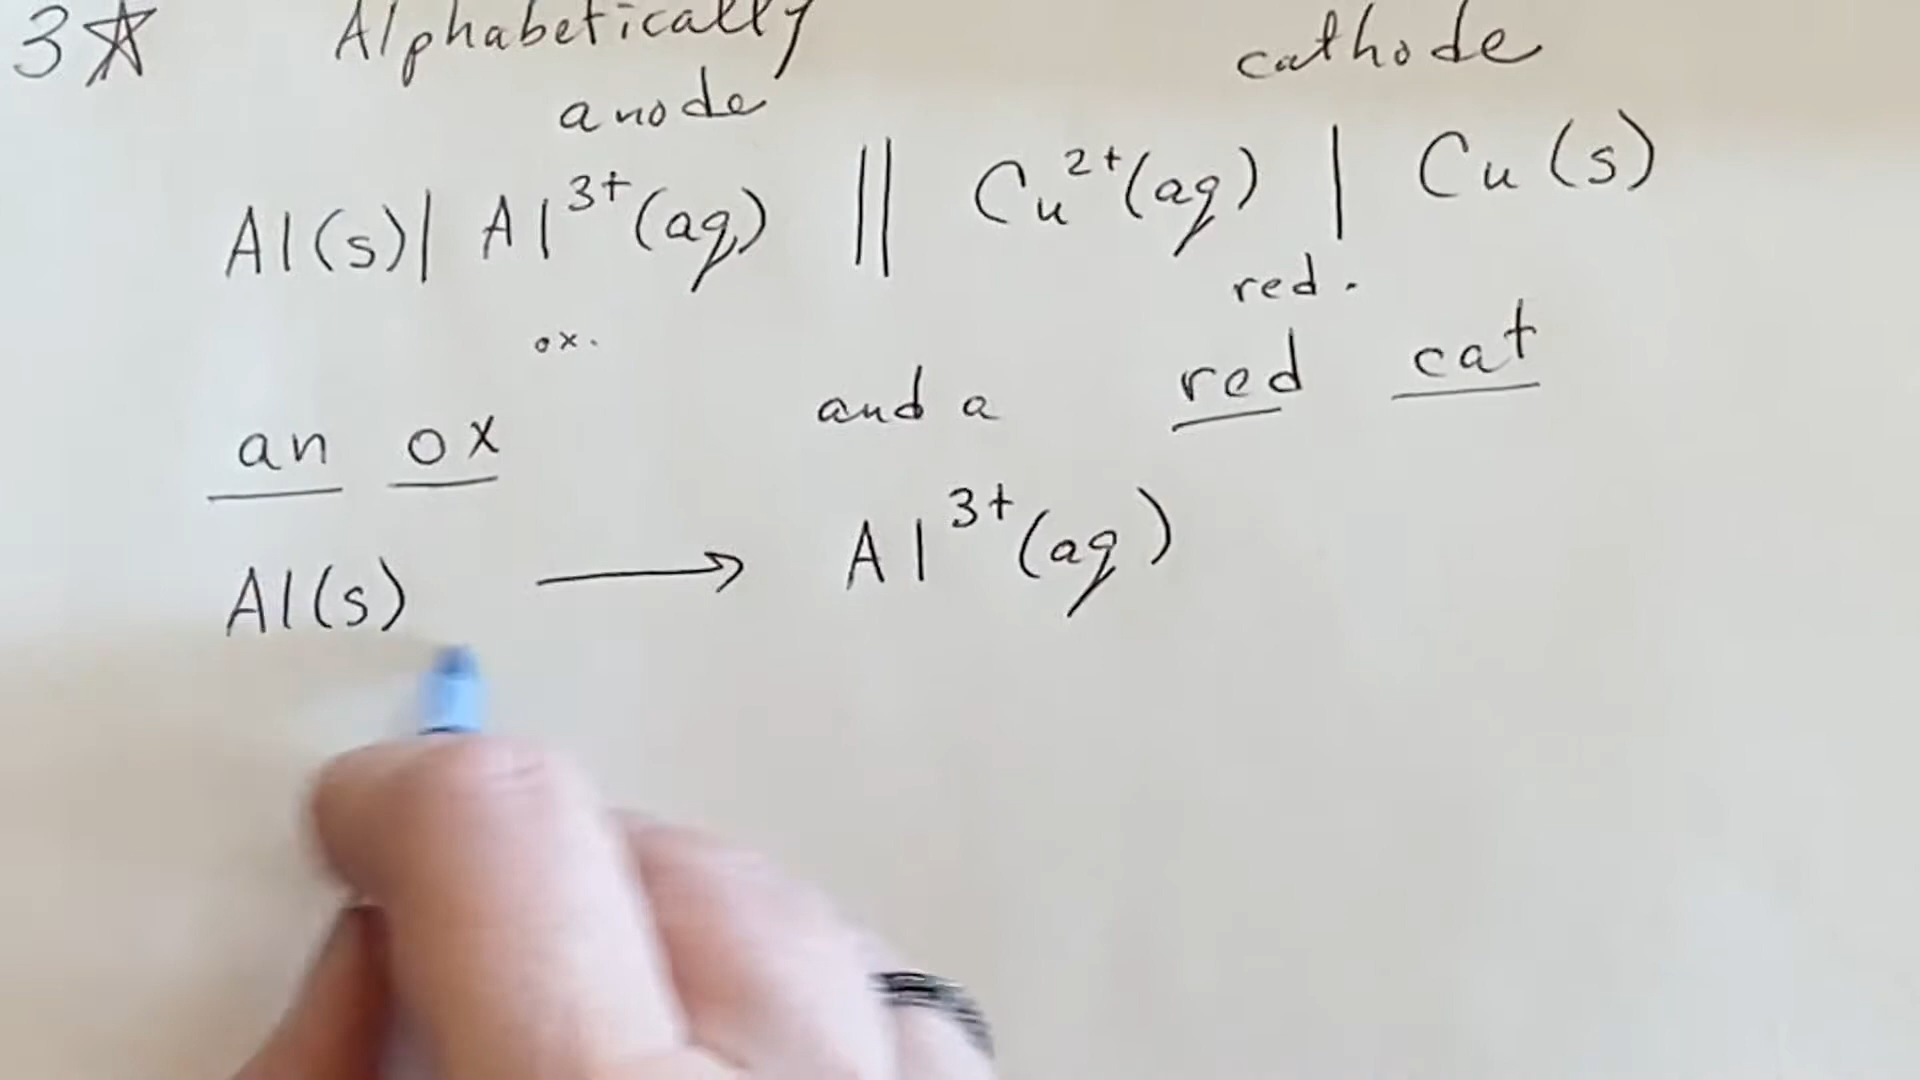 3☆ Alphabetically
anode cathode
Al(s)| Al³⁺(aq) || Cu²⁺(aq) | Cu(s)
ox. red.
an ox and a red cat
Al(s) → Al³⁺(aq)